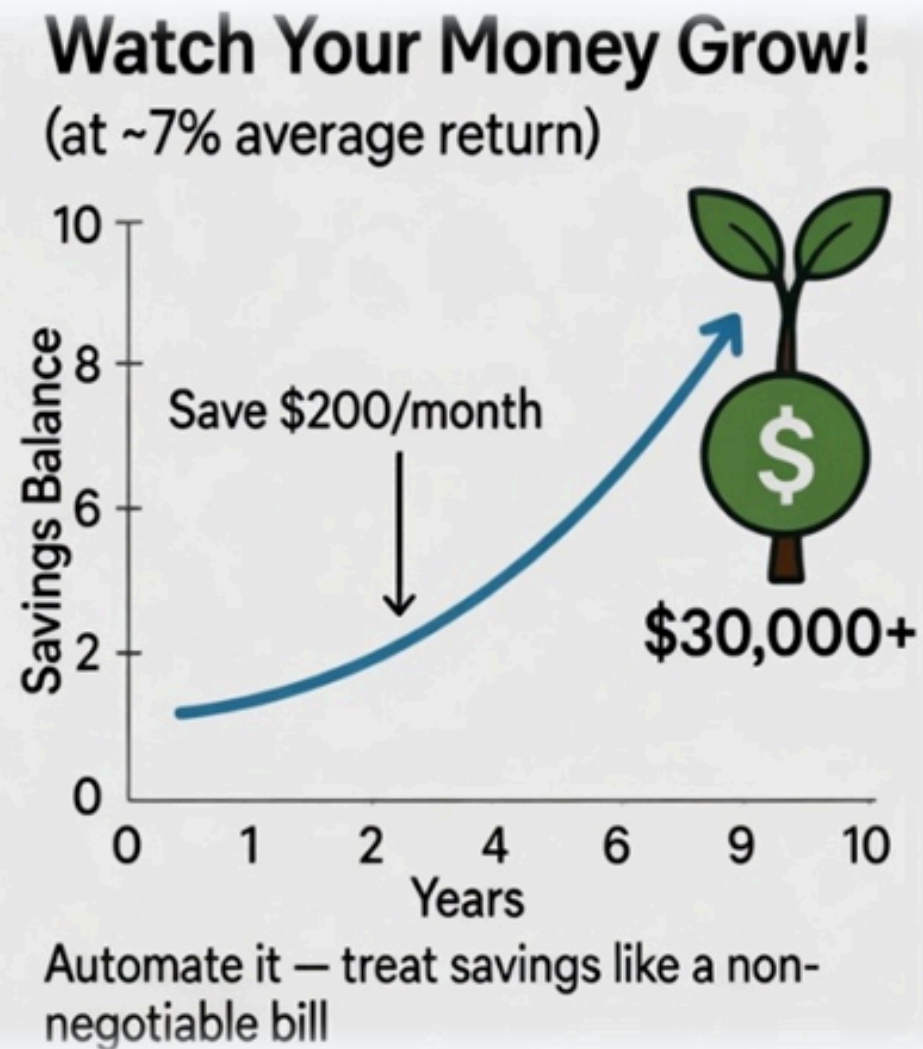 Watch Your Money Grow!
(at ~7% average return)
10
8
6
2
0
Savings Balance
Save $200/month
$
$30,000+
0 1 2 4 6 9 10
Years
Automate it — treat savings like a non-
negotiable bill